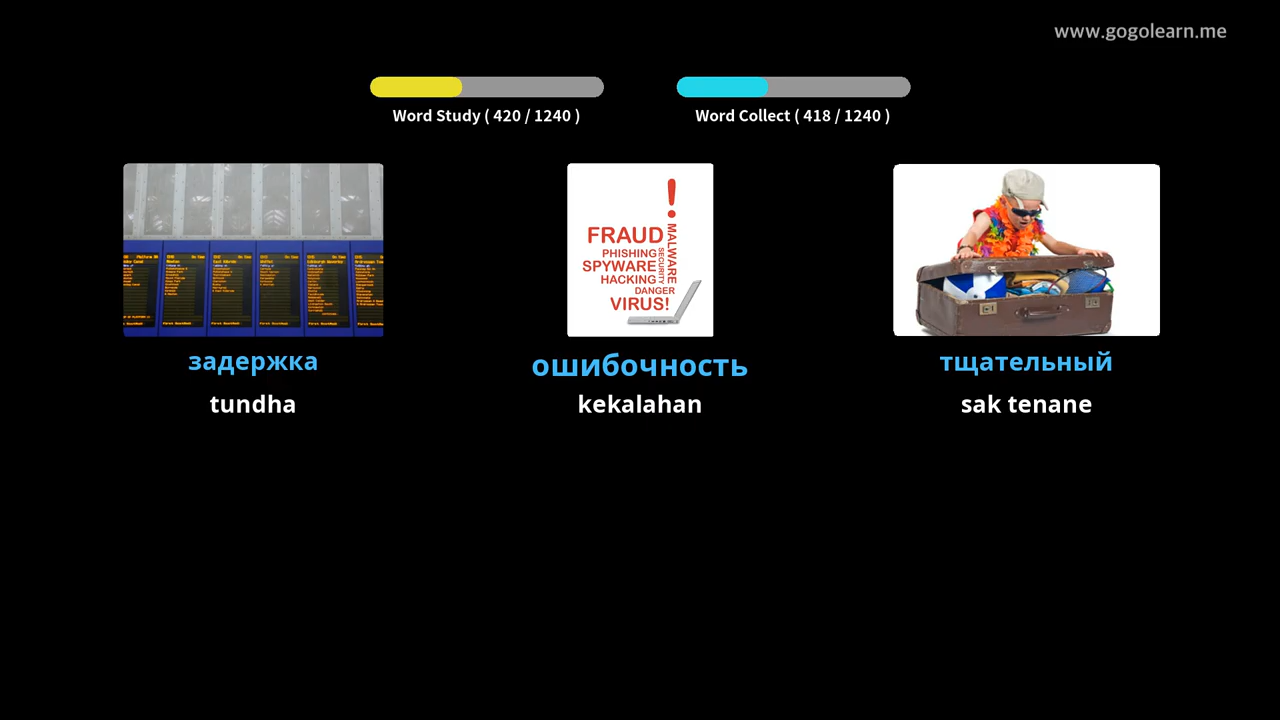 www.gogolearn.me
Word Study ( 420 / 1240 )
Word Collect ( 418 / 1240 )
FRAUD
PHISHING
SPYWARE
HACKING
DANGER
VIRUS!
MALWARE
SECURITY
!
задержка
ошибочность
тщательный
tundha
kekalahan
sak tenane